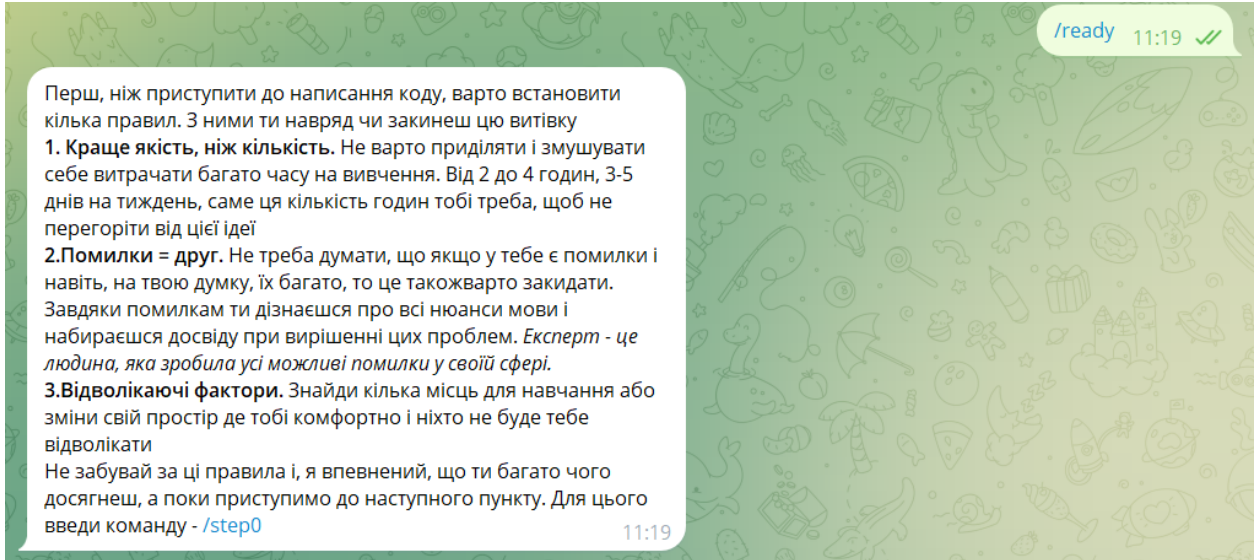 /ready 11:19
Перш, ніж приступити до написання коду, варто встановити
кілька правил. З ними ти навряд чи закинеш цю витівку
1. Краще якість, ніж кількість. Не варто приділяти і змушувати
себе витрачати багато часу на вивчення. Від 2 до 4 годин, 3-5
днів на тиждень, саме ця кількість годин тобі треба, щоб не
перегоріти від цієї ідеї
2.Помилки = друг. Не треба думати, що якщо у тебе є помилки і
навіть, на твою думку, їх багато, то це такожварто закидати.
Завдяки помилкам ти дізнаєшся про всі нюанси мови і
набираєшся досвіду при вирішенні цих проблем. Експерт - це
людина, яка зробила усі можливі помилки у своїй сфері.
3.Відволікаючі фактори. Знайди кілька місць для навчання або
зміни свій простір де тобі комфортно і ніхто не буде тебе
відволікати
Не забувай за ці правила і, я впевнений, що ти багато чого
досягнеш, а поки приступимо до наступного пункту. Для цього
введи команду - /step0 11:19